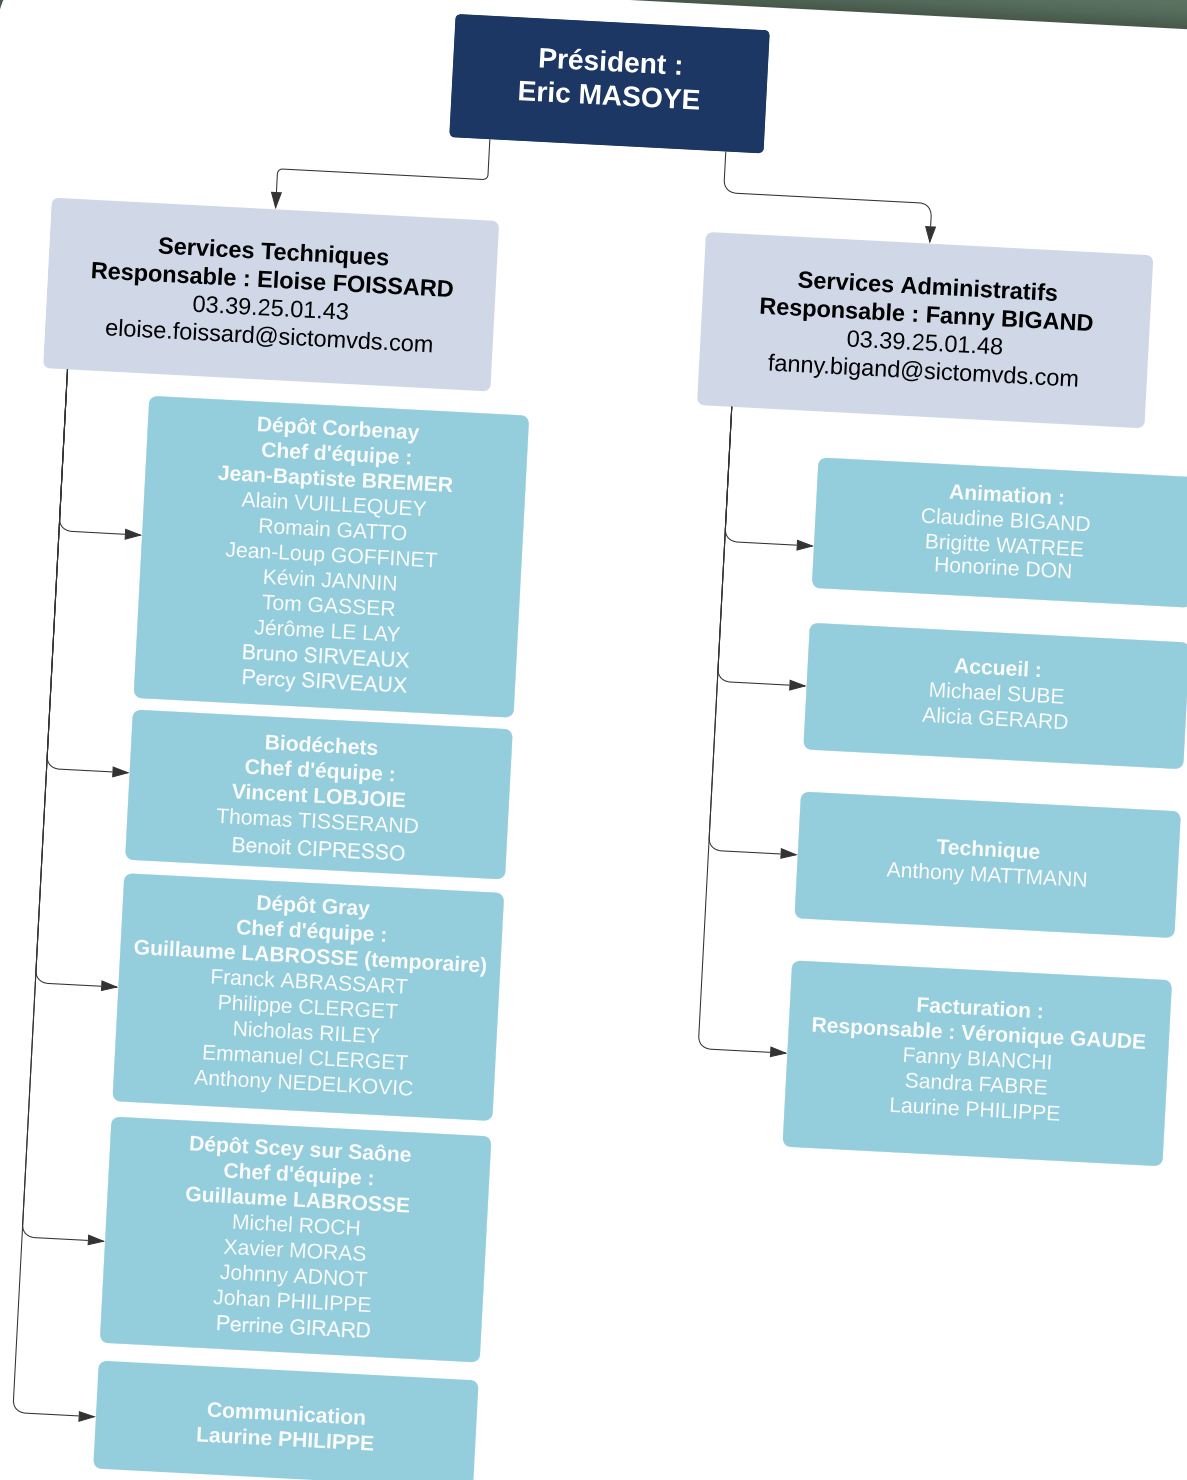 Président :
Eric MASOYE
Services Techniques
Responsable : Eloise FOISSARD
03.39.25.01.43
eloise.foissard@sictomvds.com
Dépôt Corbenay
Chef d'équipe :
Jean-Baptiste BREMER
Alain VUILLEQUEY
Romain GATTO
Jean-Loup GOFFINET
Kévin JANNIN
Tom GASSER
Jérôme LE LAY
Bruno SIRVEAUX
Percy SIRVEAUX
Biodéchets
Chef d'équipe :
Vincent LOBJOIE
Thomas TISSERAND
Benoit CIPRESSO
Dépôt Gray
Chef d'équipe :
Guillaume LABROSSE (temporaire)
Franck ABRASSART
Philippe CLERGET
Nicholas RILEY
Emmanuel CLERGET
Anthony NEDELKOVIC
Dépôt Scey sur Saône
Chef d'équipe :
Guillaume LABROSSE
Michel ROCH
Xavier MORAS
Johnny ADNOT
Johan PHILIPPE
Perrine GIRARD
Communication
Laurine PHILIPPE
Services Administratifs
Responsable : Fanny BIGAND
03.39.25.01.48
fanny.bigand@sictomvds.com
Animation :
Claudine BIGAND
Brigitte WATREE
Honorine DON
Accueil :
Michael SUBE
Alicia GERARD
Technique
Anthony MATTMANN
Facturation :
Responsable : Véronique GAUDE
Fanny BIANCHI
Sandra FABRE
Laurine PHILIPPE